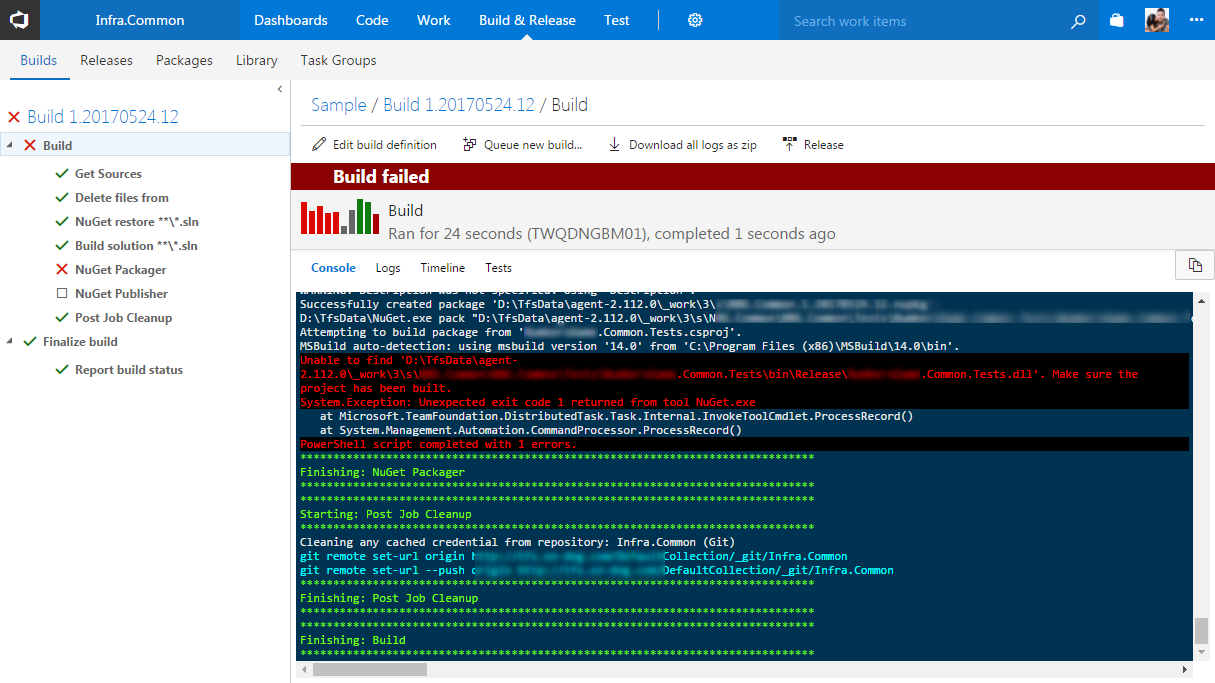 Infra.Common
Dashboards Code Work Build & Release Test
Search work items
Builds Releases Packages Library Task Groups
Build 1.20170524.12
Build
Get Sources
Delete files from
NuGet restore **\*.sln
Build solution **\*.sln
NuGet Packager
NuGet Publisher
Post Job Cleanup
Finalize build
Report build status
Sample / Build 1.20170524.12 / Build
Edit build definition Queue new build... Download all logs as zip Release
Build failed
Build
Ran for 24 seconds (TWQDNGBM01), completed 1 seconds ago
Console Logs Timeline Tests
WARNING: Description was not specified. Using 'Description'.
Successfully created package 'D:\TfsData\agent-2.112.0\_work\3\
D:\TfsData\NuGet.exe pack "D:\TfsData\agent-2.112.0\_work\3\s\
Attempting to build package from '.Common.Tests.csproj'.
MSBuild auto-detection: using msbuild version '14.0' from 'C:\Program Files (x86)\MSBuild\14.0\bin'.
Unable to find 'D:\TfsData\agent-
2.112.0\_work\3\s\ .Common.Tests\bin\Release\ .Common.Tests.dll'. Make sure the
project has been built.
System.Exception: Unexpected exit code 1 returned from tool NuGet.exe
at Microsoft.TeamFoundation.DistributedTask.Task.Internal.InvokeToolCmdlet.ProcessRecord()
at System.Management.Automation.CommandProcessor.ProcessRecord()
PowerShell script completed with 1 errors.
******************************************************************************
Finishing: NuGet Packager
******************************************************************************
******************************************************************************
Starting: Post Job Cleanup
******************************************************************************
Cleaning any cached credential from repository: Infra.Common (Git)
git remote set-url origin Collection/_git/Infra.Common
git remote set-url --push DefaultCollection/_git/Infra.Common
******************************************************************************
Finishing: Post Job Cleanup
******************************************************************************
******************************************************************************
Finishing: Build
******************************************************************************